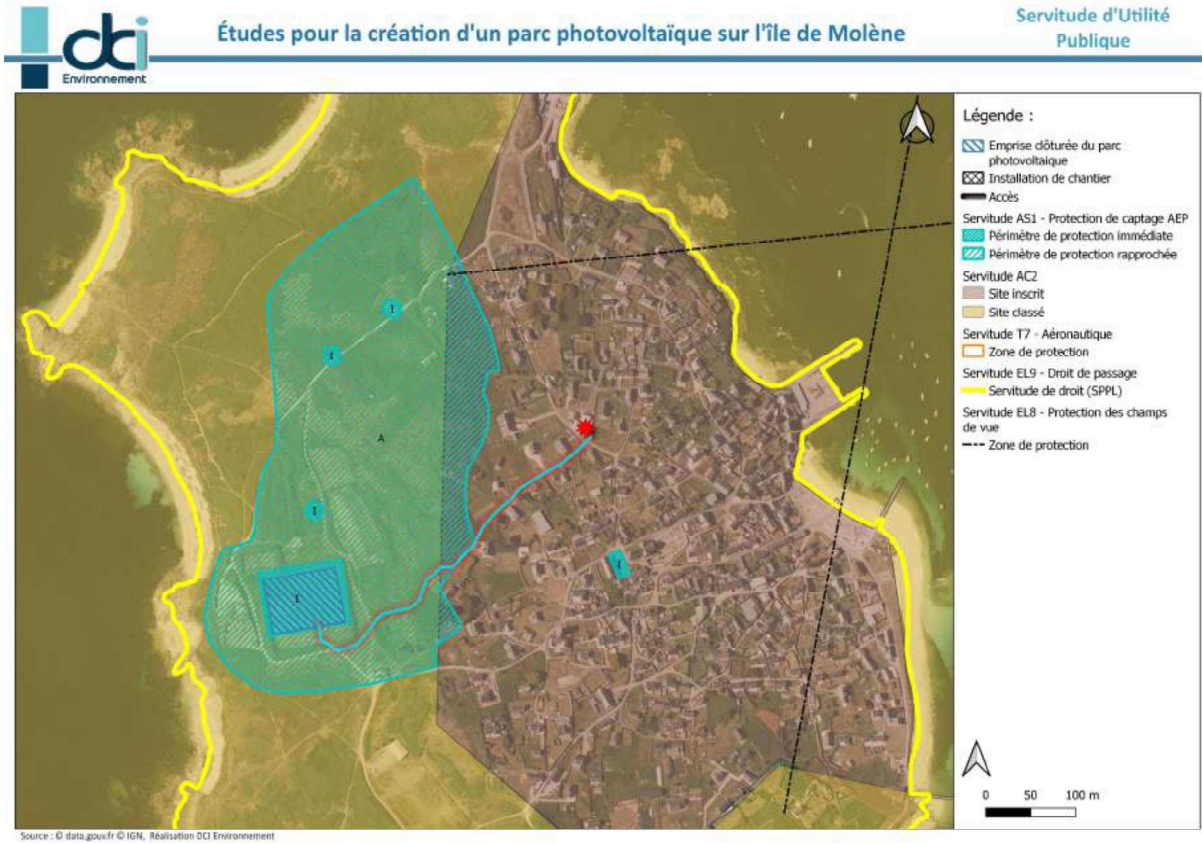 dci
Environnement
Études pour la création d'un parc photovoltaïque sur l'île de Molène
Servitude d'Utilité
Publique
Légende :
Emprise clôturée du parc
photovoltaique
Installation de chantier
Accès
Servitude AS1 - Protection de captage AEP
Périmètre de protection immédiate
Périmètre de protection rapprochée
Servitude AC2
Site inscrit
Site classé
Servitude T7 - Aéronautique
Zone de protection
Servitude EL9 - Droit de passage
Servitude de droit (SPPL)
Servitude EL8 - Protection des champs
de vue
Zone de protection
I
I
A
I
I
I
0 50 100 m
Source : © data.gouv.fr © IGN, Réalisation DCI Environnement